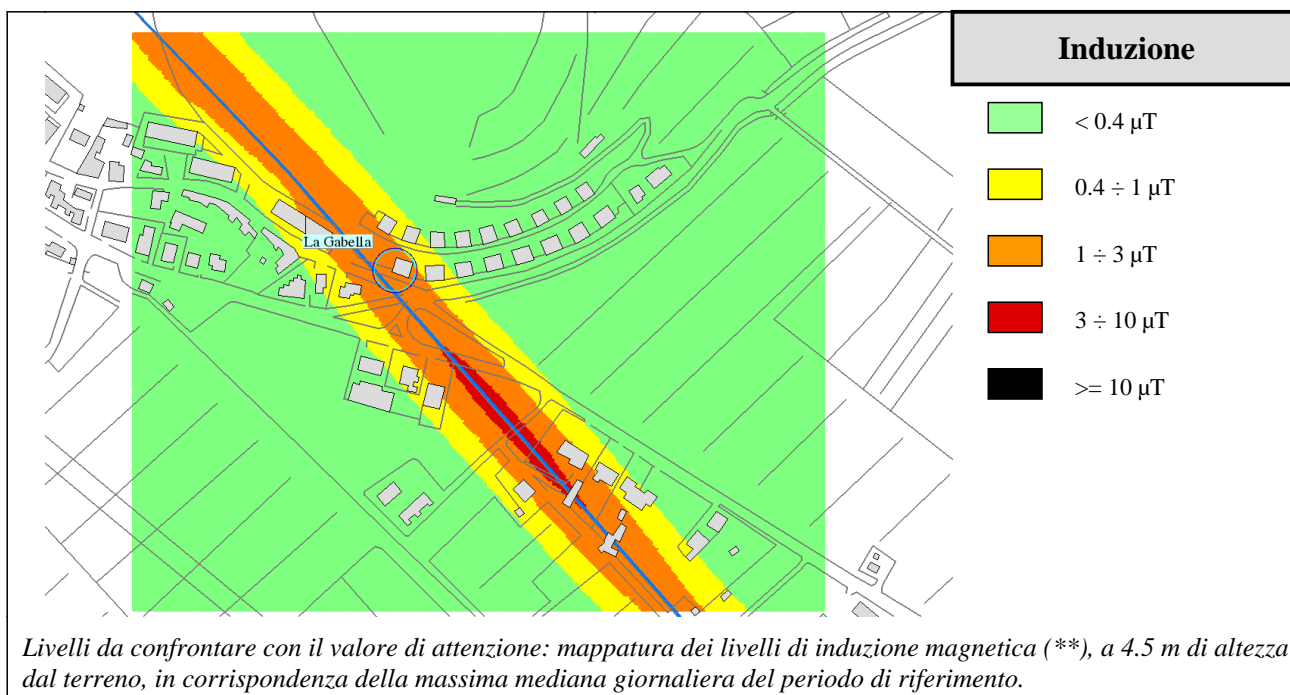 Induzione
< 0.4 µT
0.4 ÷ 1 µT
1 ÷ 3 µT
3 ÷ 10 µT
>= 10 µT
La Gabella
Livelli da confrontare con il valore di attenzione: mappatura dei livelli di induzione magnetica (**), a 4.5 m di altezza
dal terreno, in corrispondenza della massima mediana giornaliera del periodo di riferimento.